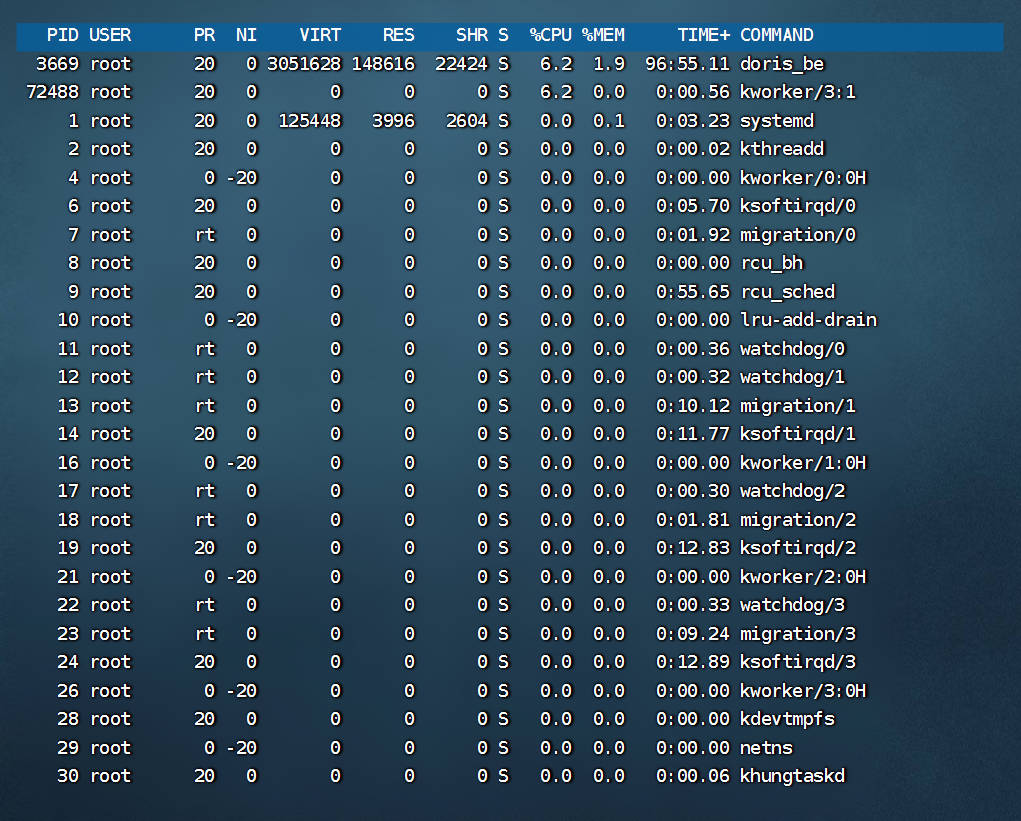 PID USER PR NI VIRT RES SHR S %CPU %MEM TIME+ COMMAND
3669 root 20 0 3051628 148616 22424 S 6.2 1.9 96:55.11 doris_be
72488 root 20 0 0 0 0 S 6.2 0.0 0:00.56 kworker/3:1
1 root 20 0 125448 3996 2604 S 0.0 0.1 0:03.23 systemd
2 root 20 0 0 0 0 S 0.0 0.0 0:00.02 kthreadd
4 root 0 -20 0 0 0 S 0.0 0.0 0:00.00 kworker/0:0H
6 root 20 0 0 0 0 S 0.0 0.0 0:05.70 ksoftirqd/0
7 root rt 0 0 0 0 S 0.0 0.0 0:01.92 migration/0
8 root 20 0 0 0 0 S 0.0 0.0 0:00.00 rcu_bh
9 root 20 0 0 0 0 S 0.0 0.0 0:55.65 rcu_sched
10 root 0 -20 0 0 0 S 0.0 0.0 0:00.00 lru-add-drain
11 root rt 0 0 0 0 S 0.0 0.0 0:00.36 watchdog/0
12 root rt 0 0 0 0 S 0.0 0.0 0:00.32 watchdog/1
13 root rt 0 0 0 0 S 0.0 0.0 0:10.12 migration/1
14 root 20 0 0 0 0 S 0.0 0.0 0:11.77 ksoftirqd/1
16 root 0 -20 0 0 0 S 0.0 0.0 0:00.00 kworker/1:0H
17 root rt 0 0 0 0 S 0.0 0.0 0:00.30 watchdog/2
18 root rt 0 0 0 0 S 0.0 0.0 0:01.81 migration/2
19 root 20 0 0 0 0 S 0.0 0.0 0:12.83 ksoftirqd/2
21 root 0 -20 0 0 0 S 0.0 0.0 0:00.00 kworker/2:0H
22 root rt 0 0 0 0 S 0.0 0.0 0:00.33 watchdog/3
23 root rt 0 0 0 0 S 0.0 0.0 0:09.24 migration/3
24 root 20 0 0 0 0 S 0.0 0.0 0:12.89 ksoftirqd/3
26 root 0 -20 0 0 0 S 0.0 0.0 0:00.00 kworker/3:0H
28 root 20 0 0 0 0 S 0.0 0.0 0:00.00 kdevtmpfs
29 root 0 -20 0 0 0 S 0.0 0.0 0:00.00 netns
30 root 20 0 0 0 0 S 0.0 0.0 0:00.06 khungtaskd